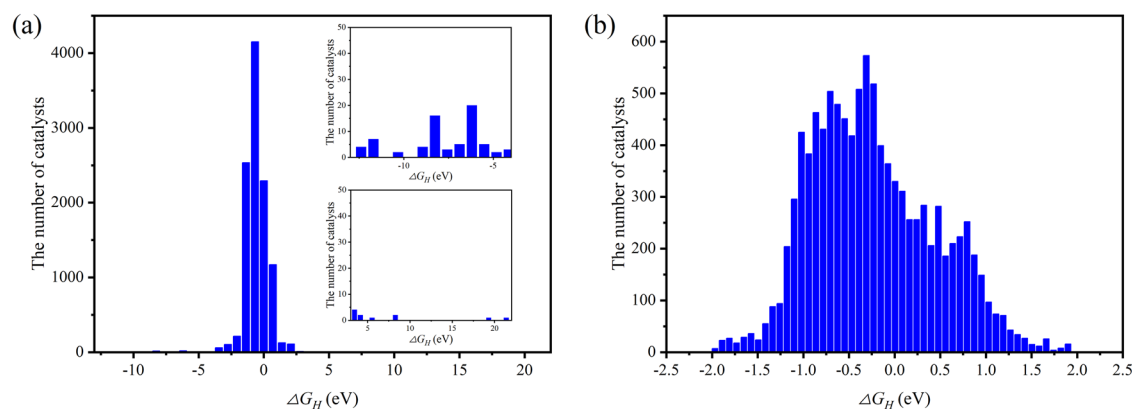 (a)
The number of catalysts
4000
3000
2000
1000
0
-10 -5 0 5 10 15 20
ΔG_H (eV)
The number of catalysts
50
40
30
20
10
0
-10 -5
ΔG_H (eV)
The number of catalysts
50
40
30
20
10
0
5 10 15 20
ΔG_H (eV)
(b)
The number of catalysts
600
500
400
300
200
100
0
-2.5 -2.0 -1.5 -1.0 -0.5 0.0 0.5 1.0 1.5 2.0 2.5
ΔG_H (eV)